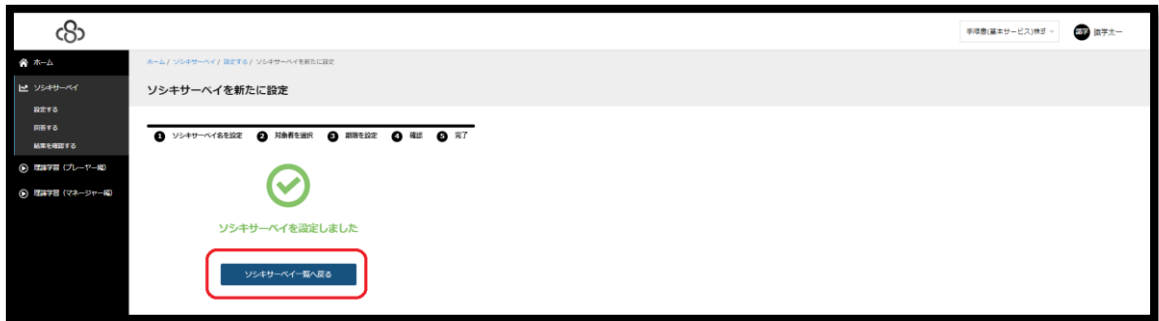 手順書(基本サービス)検証
識学 識学太一
ホーム
ソシキサーベイ
設定する
回答する
結果を確認する
理論学習（プレーヤー編）
理論学習（マネージャー編）
ホーム / ソシキサーベイ / 設定する / ソシキサーベイを新たに設定
ソシキサーベイを新たに設定
1 ソシキサーベイ名を設定 2 対象者を選択 3 期限を設定 4 確認 5 完了
ソシキサーベイを設定しました
ソシキサーベイ一覧へ戻る